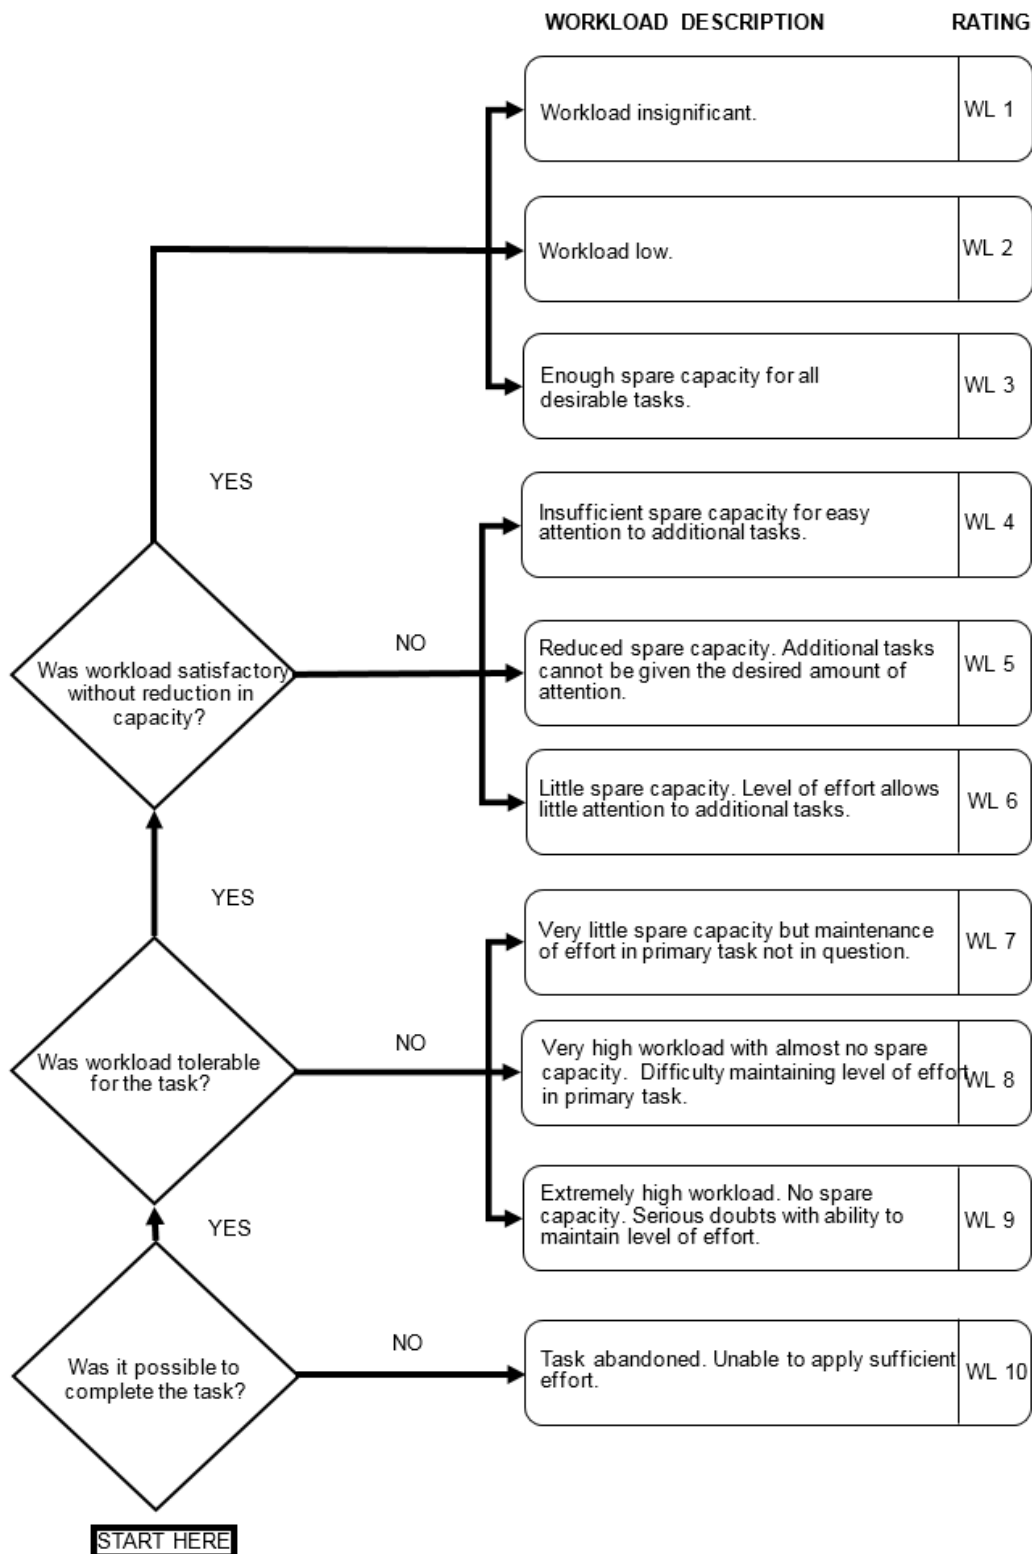 WORKLOAD DESCRIPTION RATING
Workload insignificant.
WL 1
Workload low.
WL 2
Enough spare capacity for all
desirable tasks.
WL 3
YES
Insufficient spare capacity for easy
attention to additional tasks.
WL 4
Was workload satisfactory
without reduction in
capacity?
NO
Reduced spare capacity. Additional tasks
cannot be given the desired amount of
attention.
WL 5
Little spare capacity. Level of effort allows
little attention to additional tasks.
WL 6
YES
Very little spare capacity but maintenance
of effort in primary task not in question.
WL 7
Was workload tolerable
for the task?
NO
Very high workload with almost no spare
capacity. Difficulty maintaining level of effort
in primary task.
WL 8
Extremely high workload. No spare
capacity. Serious doubts with ability to
maintain level of effort.
WL 9
YES
Was it possible to
complete the task?
NO
Task abandoned. Unable to apply sufficient
effort.
WL 10
START HERE